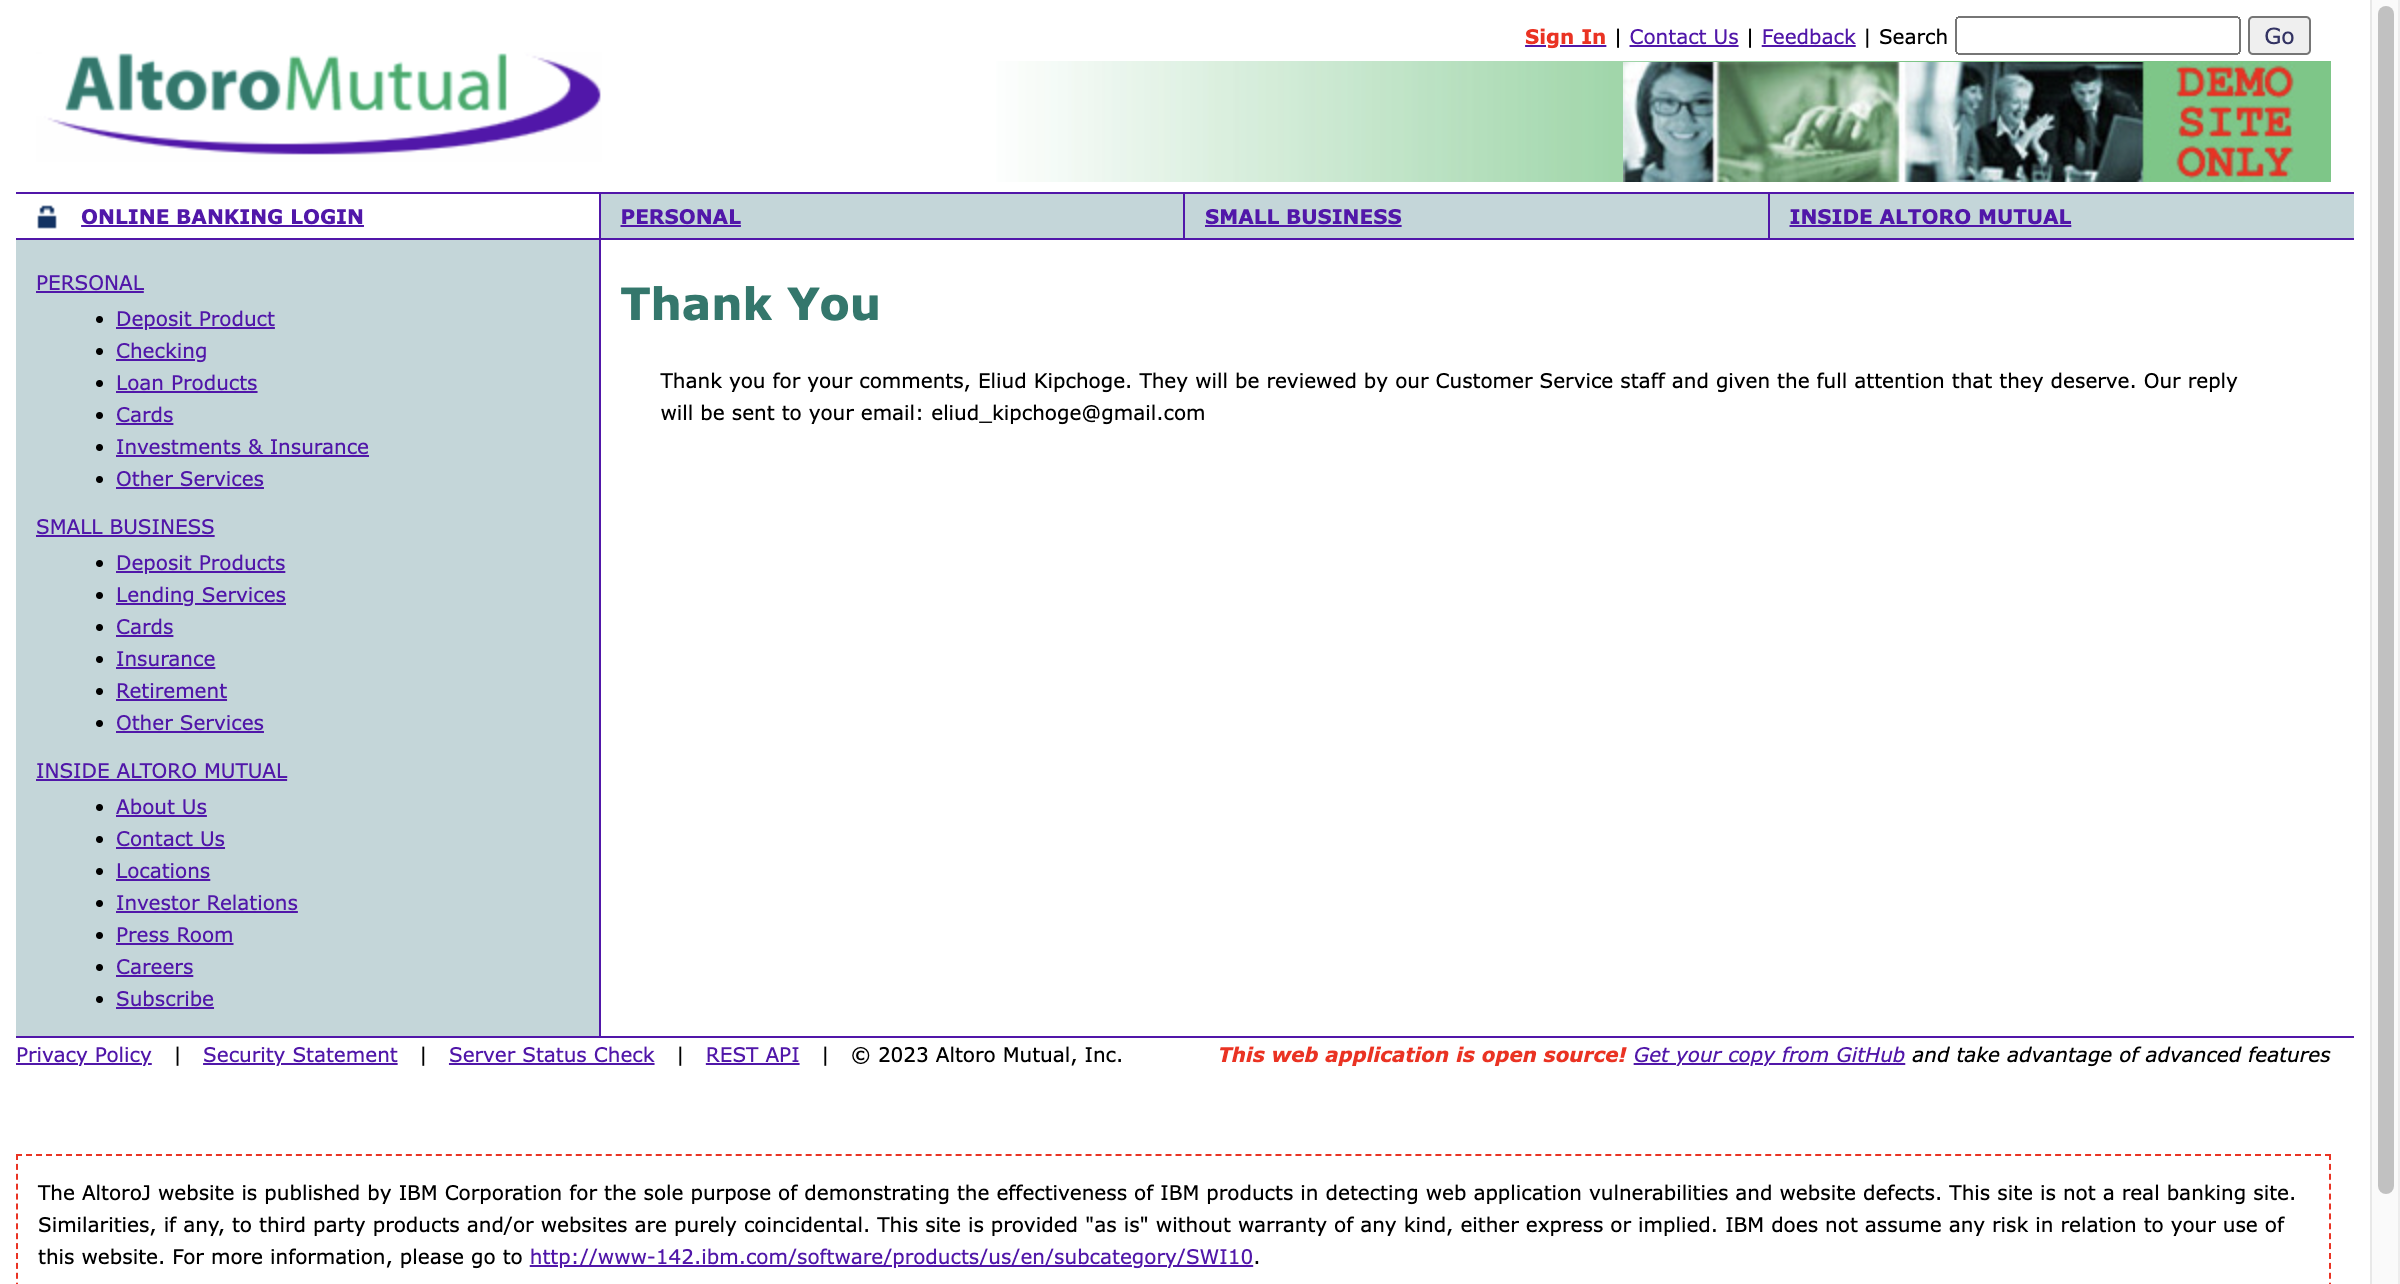 Sign In | Contact Us | Feedback | Search Go
AltoroMutual
DEMO
SITE
ONLY
ONLINE BANKING LOGIN
PERSONAL
SMALL BUSINESS
INSIDE ALTORO MUTUAL
PERSONAL
Deposit Product
Checking
Loan Products
Cards
Investments & Insurance
Other Services
SMALL BUSINESS
Deposit Products
Lending Services
Cards
Insurance
Retirement
Other Services
INSIDE ALTORO MUTUAL
About Us
Contact Us
Locations
Investor Relations
Press Room
Careers
Subscribe
Thank You
Thank you for your comments, Eliud Kipchoge. They will be reviewed by our Customer Service staff and given the full attention that they deserve. Our reply
will be sent to your email: eliud_kipchoge@gmail.com
Privacy Policy | Security Statement | Server Status Check | REST API | © 2023 Altoro Mutual, Inc.
This web application is open source! Get your copy from GitHub and take advantage of advanced features
The AltoroJ website is published by IBM Corporation for the sole purpose of demonstrating the effectiveness of IBM products in detecting web application vulnerabilities and website defects. This site is not a real banking site.
Similarities, if any, to third party products and/or websites are purely coincidental. This site is provided "as is" without warranty of any kind, either express or implied. IBM does not assume any risk in relation to your use of
this website. For more information, please go to http://www-142.ibm.com/software/products/us/en/subcategory/SWI10.